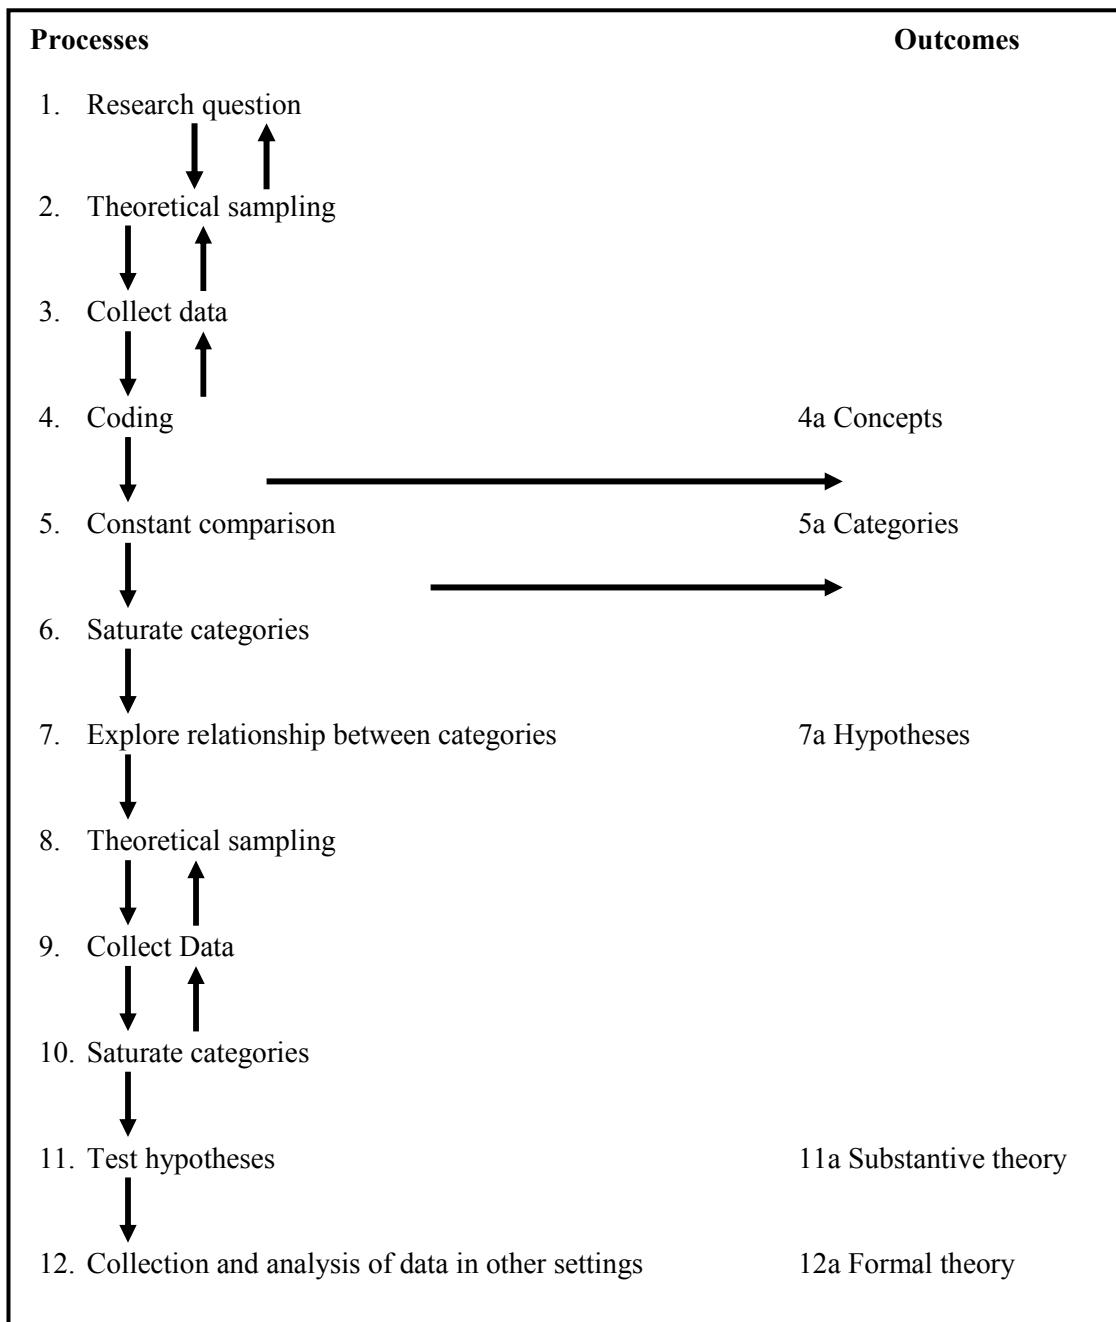 Processes Outcomes
1. Research question
2. Theoretical sampling
3. Collect data
4. Coding 4a Concepts
5. Constant comparison 5a Categories
6. Saturate categories
7. Explore relationship between categories 7a Hypotheses
8. Theoretical sampling
9. Collect Data
10. Saturate categories
11. Test hypotheses 11a Substantive theory
12. Collection and analysis of data in other settings 12a Formal theory